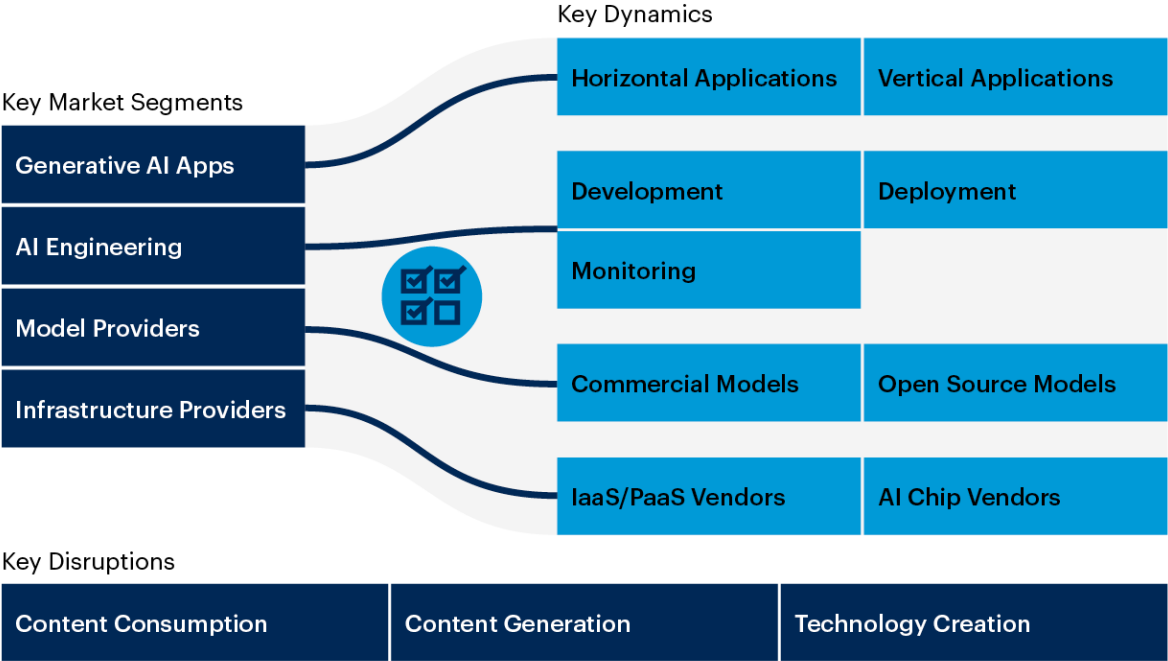 Key Dynamics
Horizontal Applications
Vertical Applications
Key Market Segments
Generative AI Apps
Development
Deployment
AI Engineering
Monitoring
Model Providers
Commercial Models
Open Source Models
Infrastructure Providers
IaaS/PaaS Vendors
AI Chip Vendors
Key Disruptions
Content Consumption
Content Generation
Technology Creation